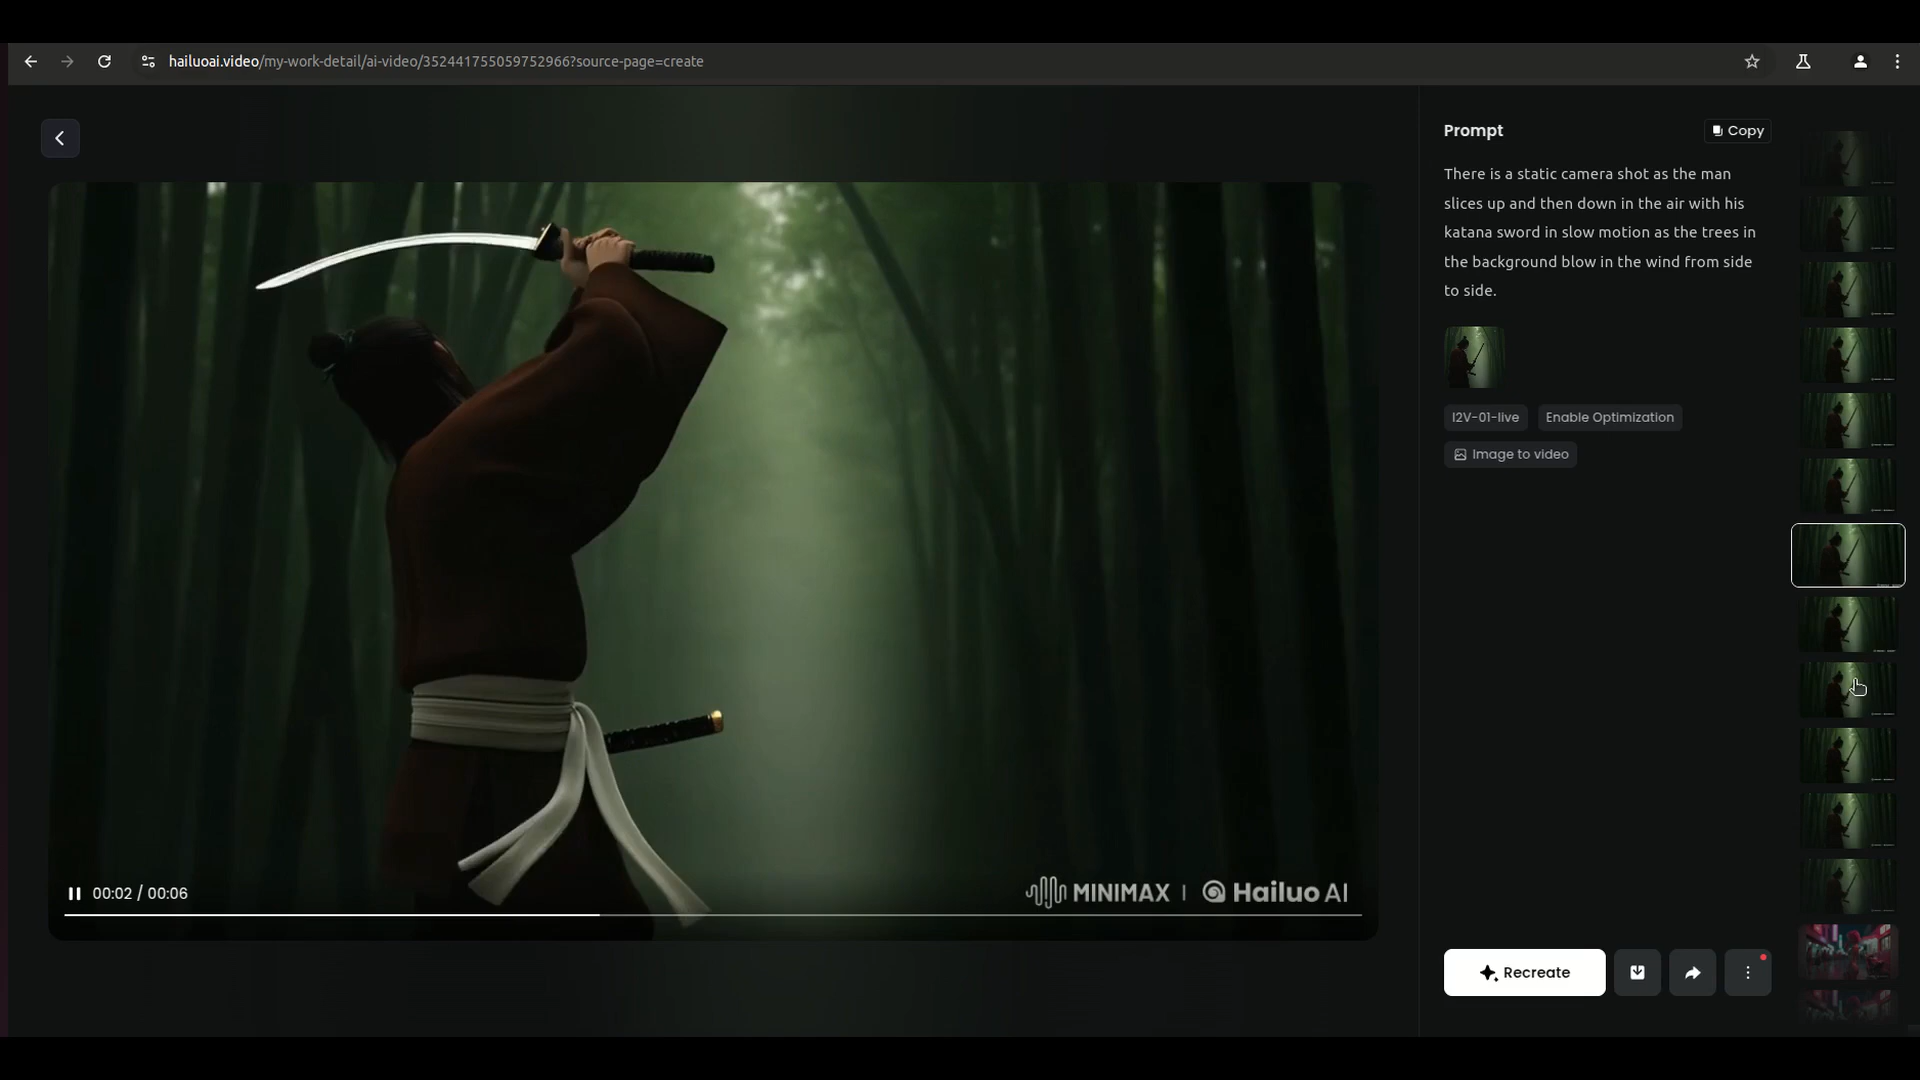 hailuoai.video/my-work-detail/ai-video/352441755059752966?source-page=create
Prompt
Copy
There is a static camera shot as the man
slices up and then down in the air with his
katana sword in slow motion as the trees in
the background blow in the wind from side
to side.
I2V-01-live
Enable Optimization
Image to video
00:02 / 00:06
MINIMAX | Hailuo AI
Recreate